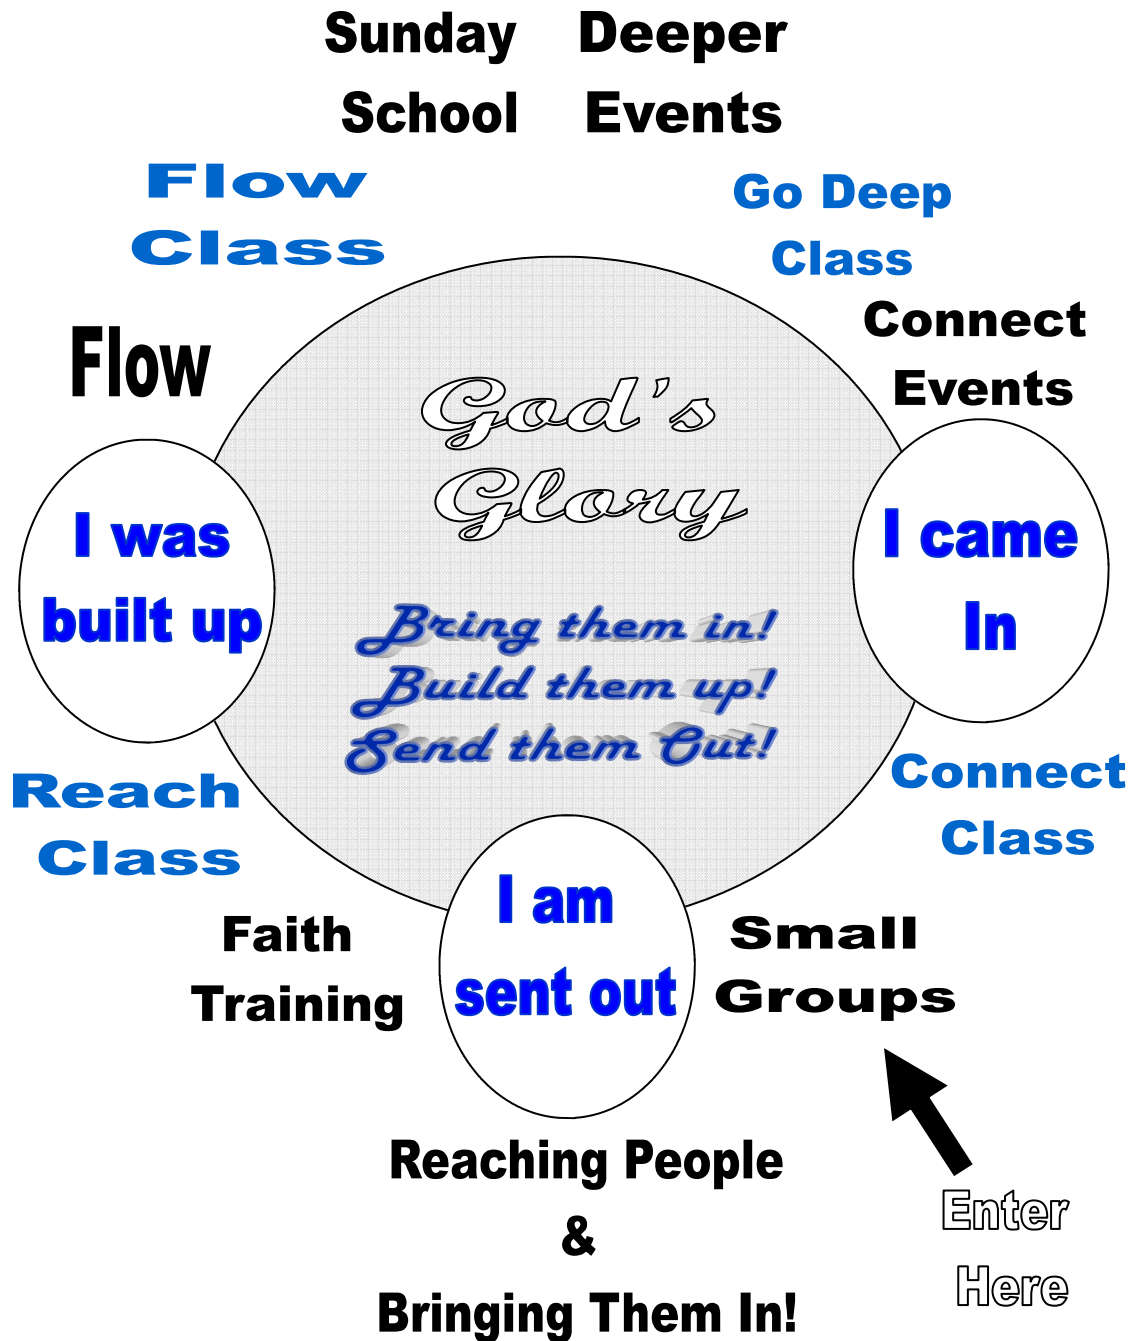 Sunday
School
Deeper
Events
Flow
Class
Go Deep
Class
Flow
Connect
Events
God's
Glory
I was
built up
I came
In
Bring them in!
Build them up!
Send them Out!
Reach
Class
Connect
Class
I am
sent out
Faith
Training
Small
Groups
Reaching People
&
Bringing Them In!
Enter
Here